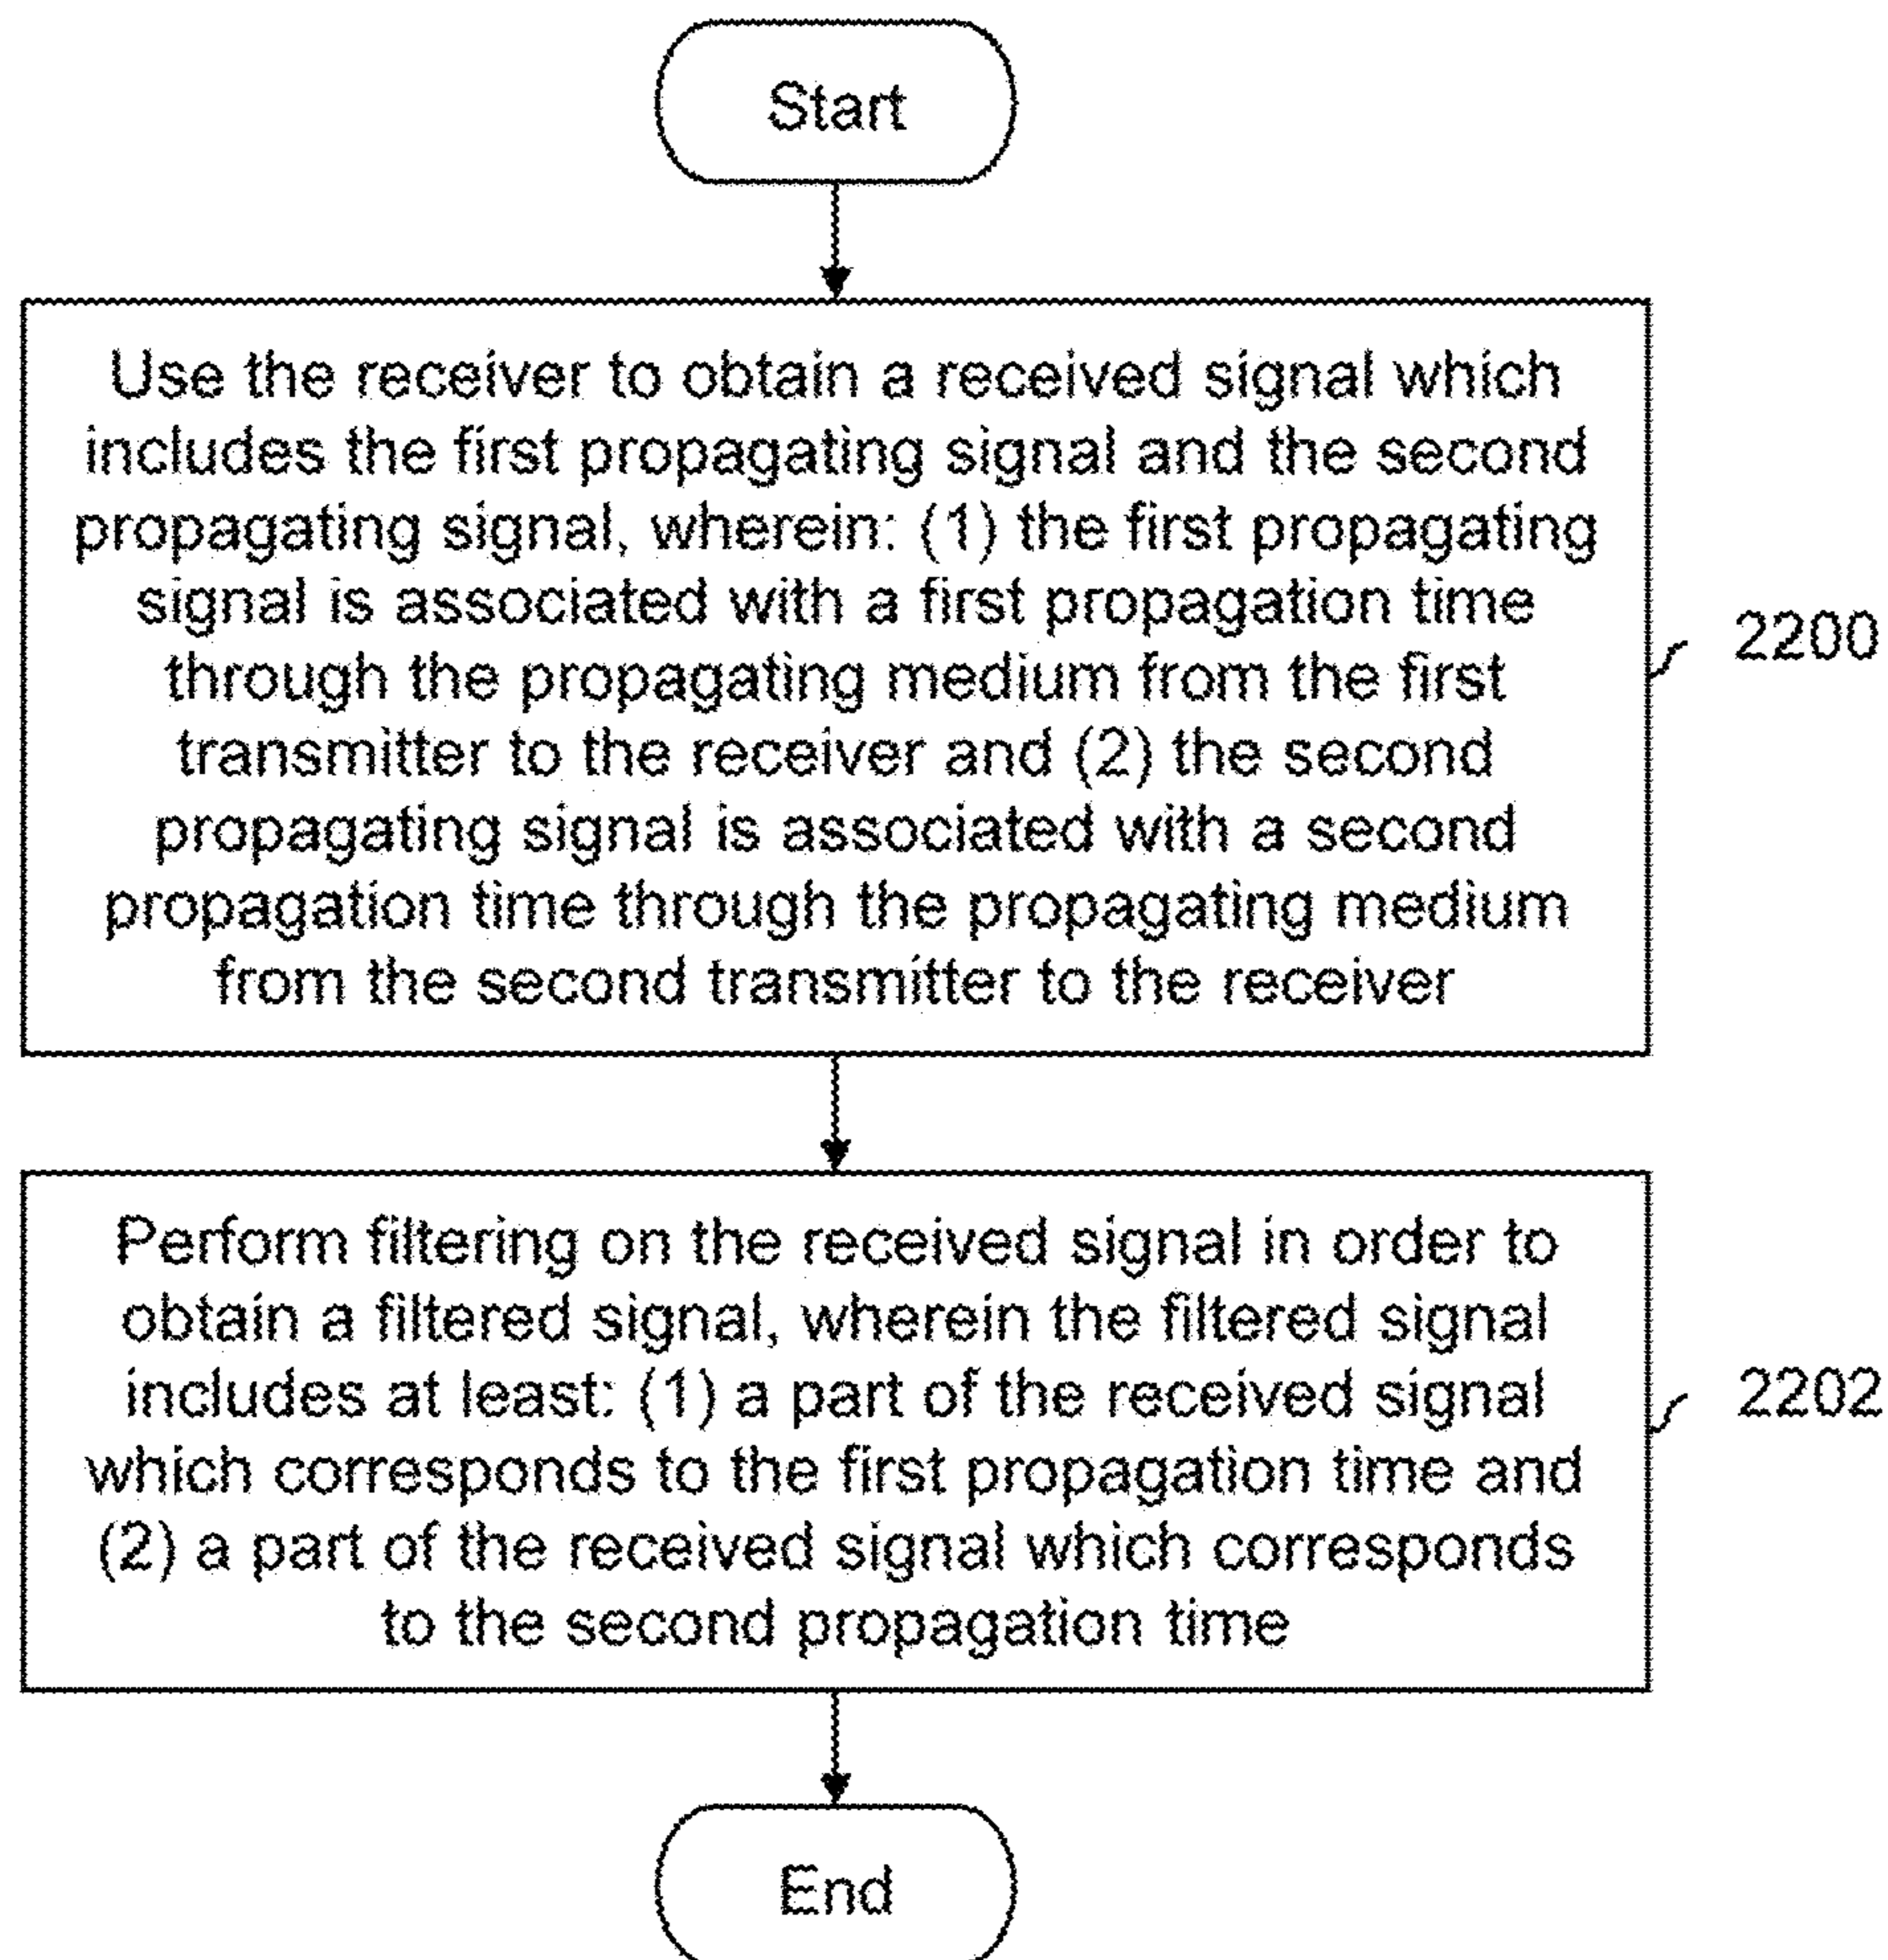 Start
Use the receiver to obtain a received signal which
includes the first propagating signal and the second
propagating signal, wherein: (1) the first propagating
signal is associated with a first propagation time
through the propagating medium from the first
transmitter to the receiver and (2) the second
propagating signal is associated with a second
propagation time through the propagating medium
from the second transmitter to the receiver
2200
Perform filtering on the received signal in order to
obtain a filtered signal, wherein the filtered signal
includes at least: (1) a part of the received signal
which corresponds to the first propagation time and
(2) a part of the received signal which corresponds
to the second propagation time
2202
End